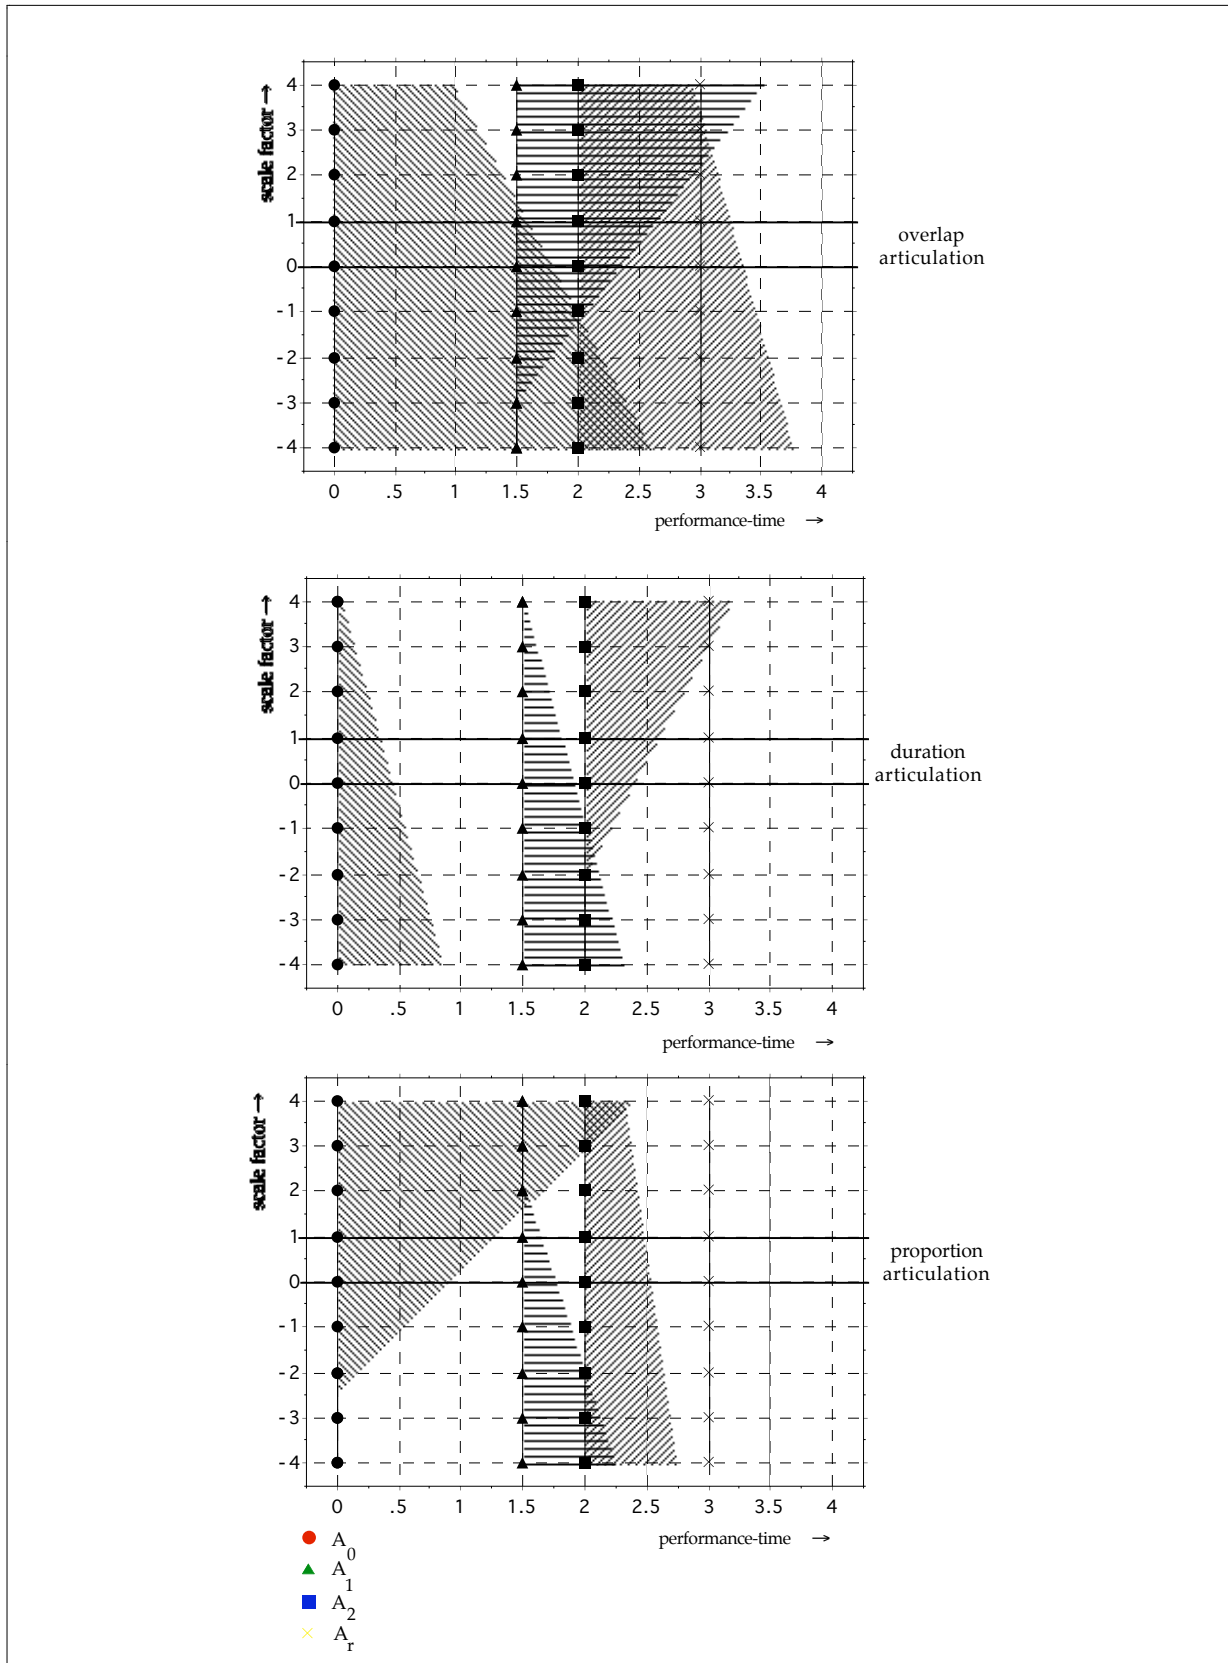 scale factor →
4
3
2
1
0
-1
-2
-3
-4
0 .5 1 1.5 2 2.5 3 3.5 4
performance-time →
overlap
articulation
scale factor →
4
3
2
1
0
-1
-2
-3
-4
0 .5 1 1.5 2 2.5 3 3.5 4
performance-time →
duration
articulation
scale factor →
4
3
2
1
0
-1
-2
-3
-4
0 .5 1 1.5 2 2.5 3 3.5 4
performance-time →
proportion
articulation
A0
A1
A2
Ar